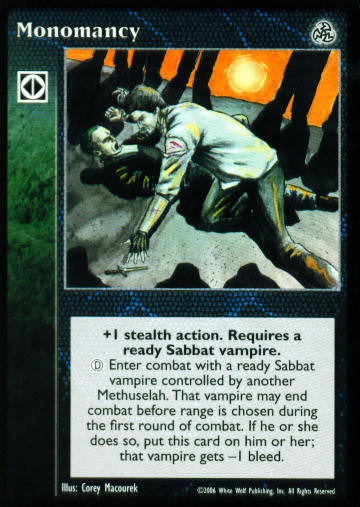 Monomancy
+1 stealth action. Requires a
ready Sabbat vampire.
Ⓓ Enter combat with a ready Sabbat
vampire controlled by another
Methuselah. That vampire may end
combat before range is chosen during
the first round of combat. If he or she
does so, put this card on him or her;
that vampire gets –1 bleed.
Illus: Corey Macourek
©2006 White Wolf Publishing, Inc. All Rights Reserved